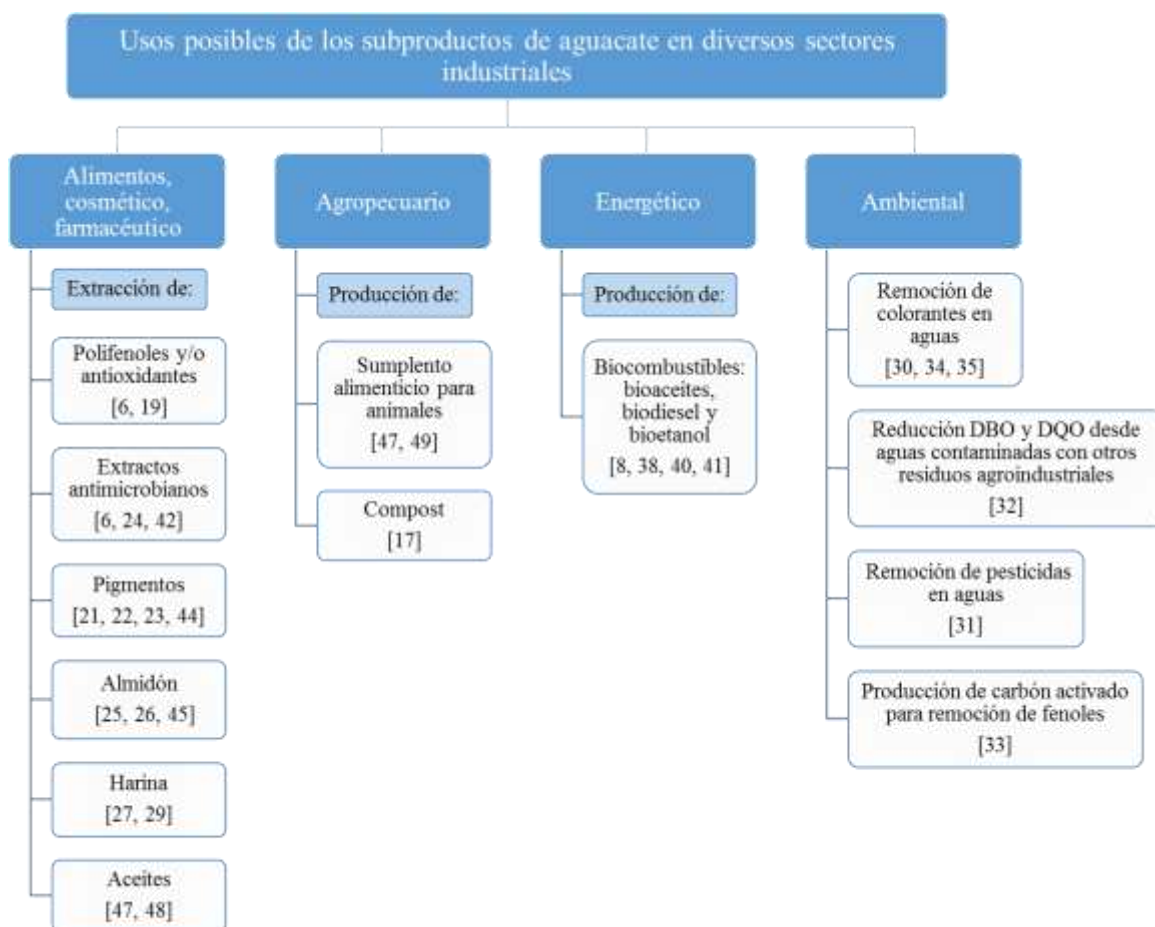 Usos posibles de los subproductos de aguacate en diversos sectores
industriales
Alimentos,
cosmético,
farmacéutico
Extracción de:
Polifenoles y/o
antioxidantes
[6, 19]
Extractos
antimicrobianos
[6, 24, 42]
Pigmentos
[21, 22, 23, 44]
Almidón
[25, 26, 45]
Harina
[27, 29]
Aceites
[47, 48]
Agropecuario
Producción de:
Sumplento
alimenticio para
animales
[47, 49]
Compost
[17]
Energético
Producción de:
Biocombustibles:
bioaceites,
biodiesel y
bioetanol
[8, 38, 40, 41]
Ambiental
Remoción de
colorantes en
aguas
[30, 34, 35]
Reducción DBO y DQO desde
aguas contaminadas con otros
residuos agroindustriales
[32]
Remoción de pesticidas
en aguas
[31]
Producción de carbón activado
para remoción de fenoles
[33]